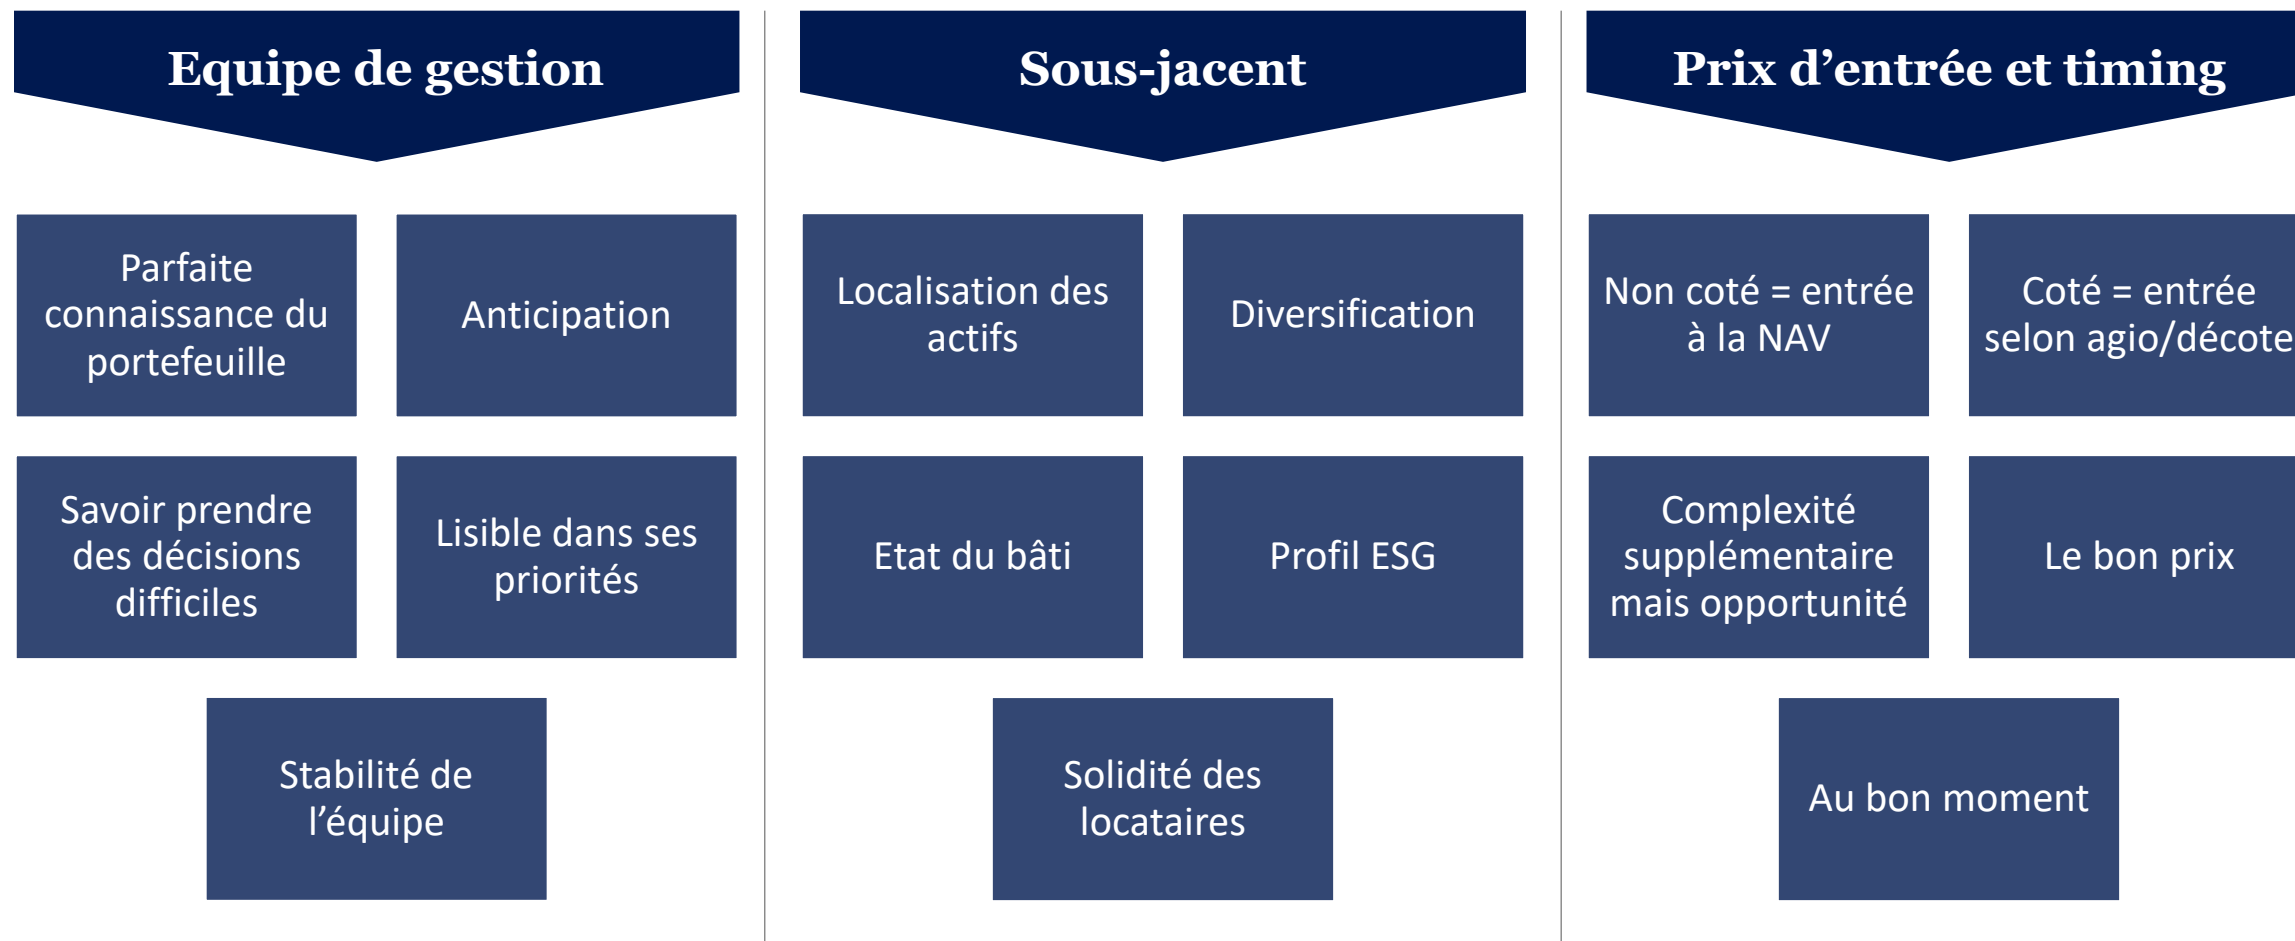 Equipe de gestion
Parfaite
connaissance du
portefeuille
Anticipation
Savoir prendre
des décisions
difficiles
Lisible dans ses
priorités
Stabilité de
l’équipe
Sous-jacent
Localisation des
actifs
Diversification
Etat du bâti
Profil ESG
Solidité des
locataires
Prix d’entrée et timing
Non coté = entrée
à la NAV
Coté = entrée
selon agio/décote
Complexité
supplémentaire
mais opportunité
Le bon prix
Au bon moment